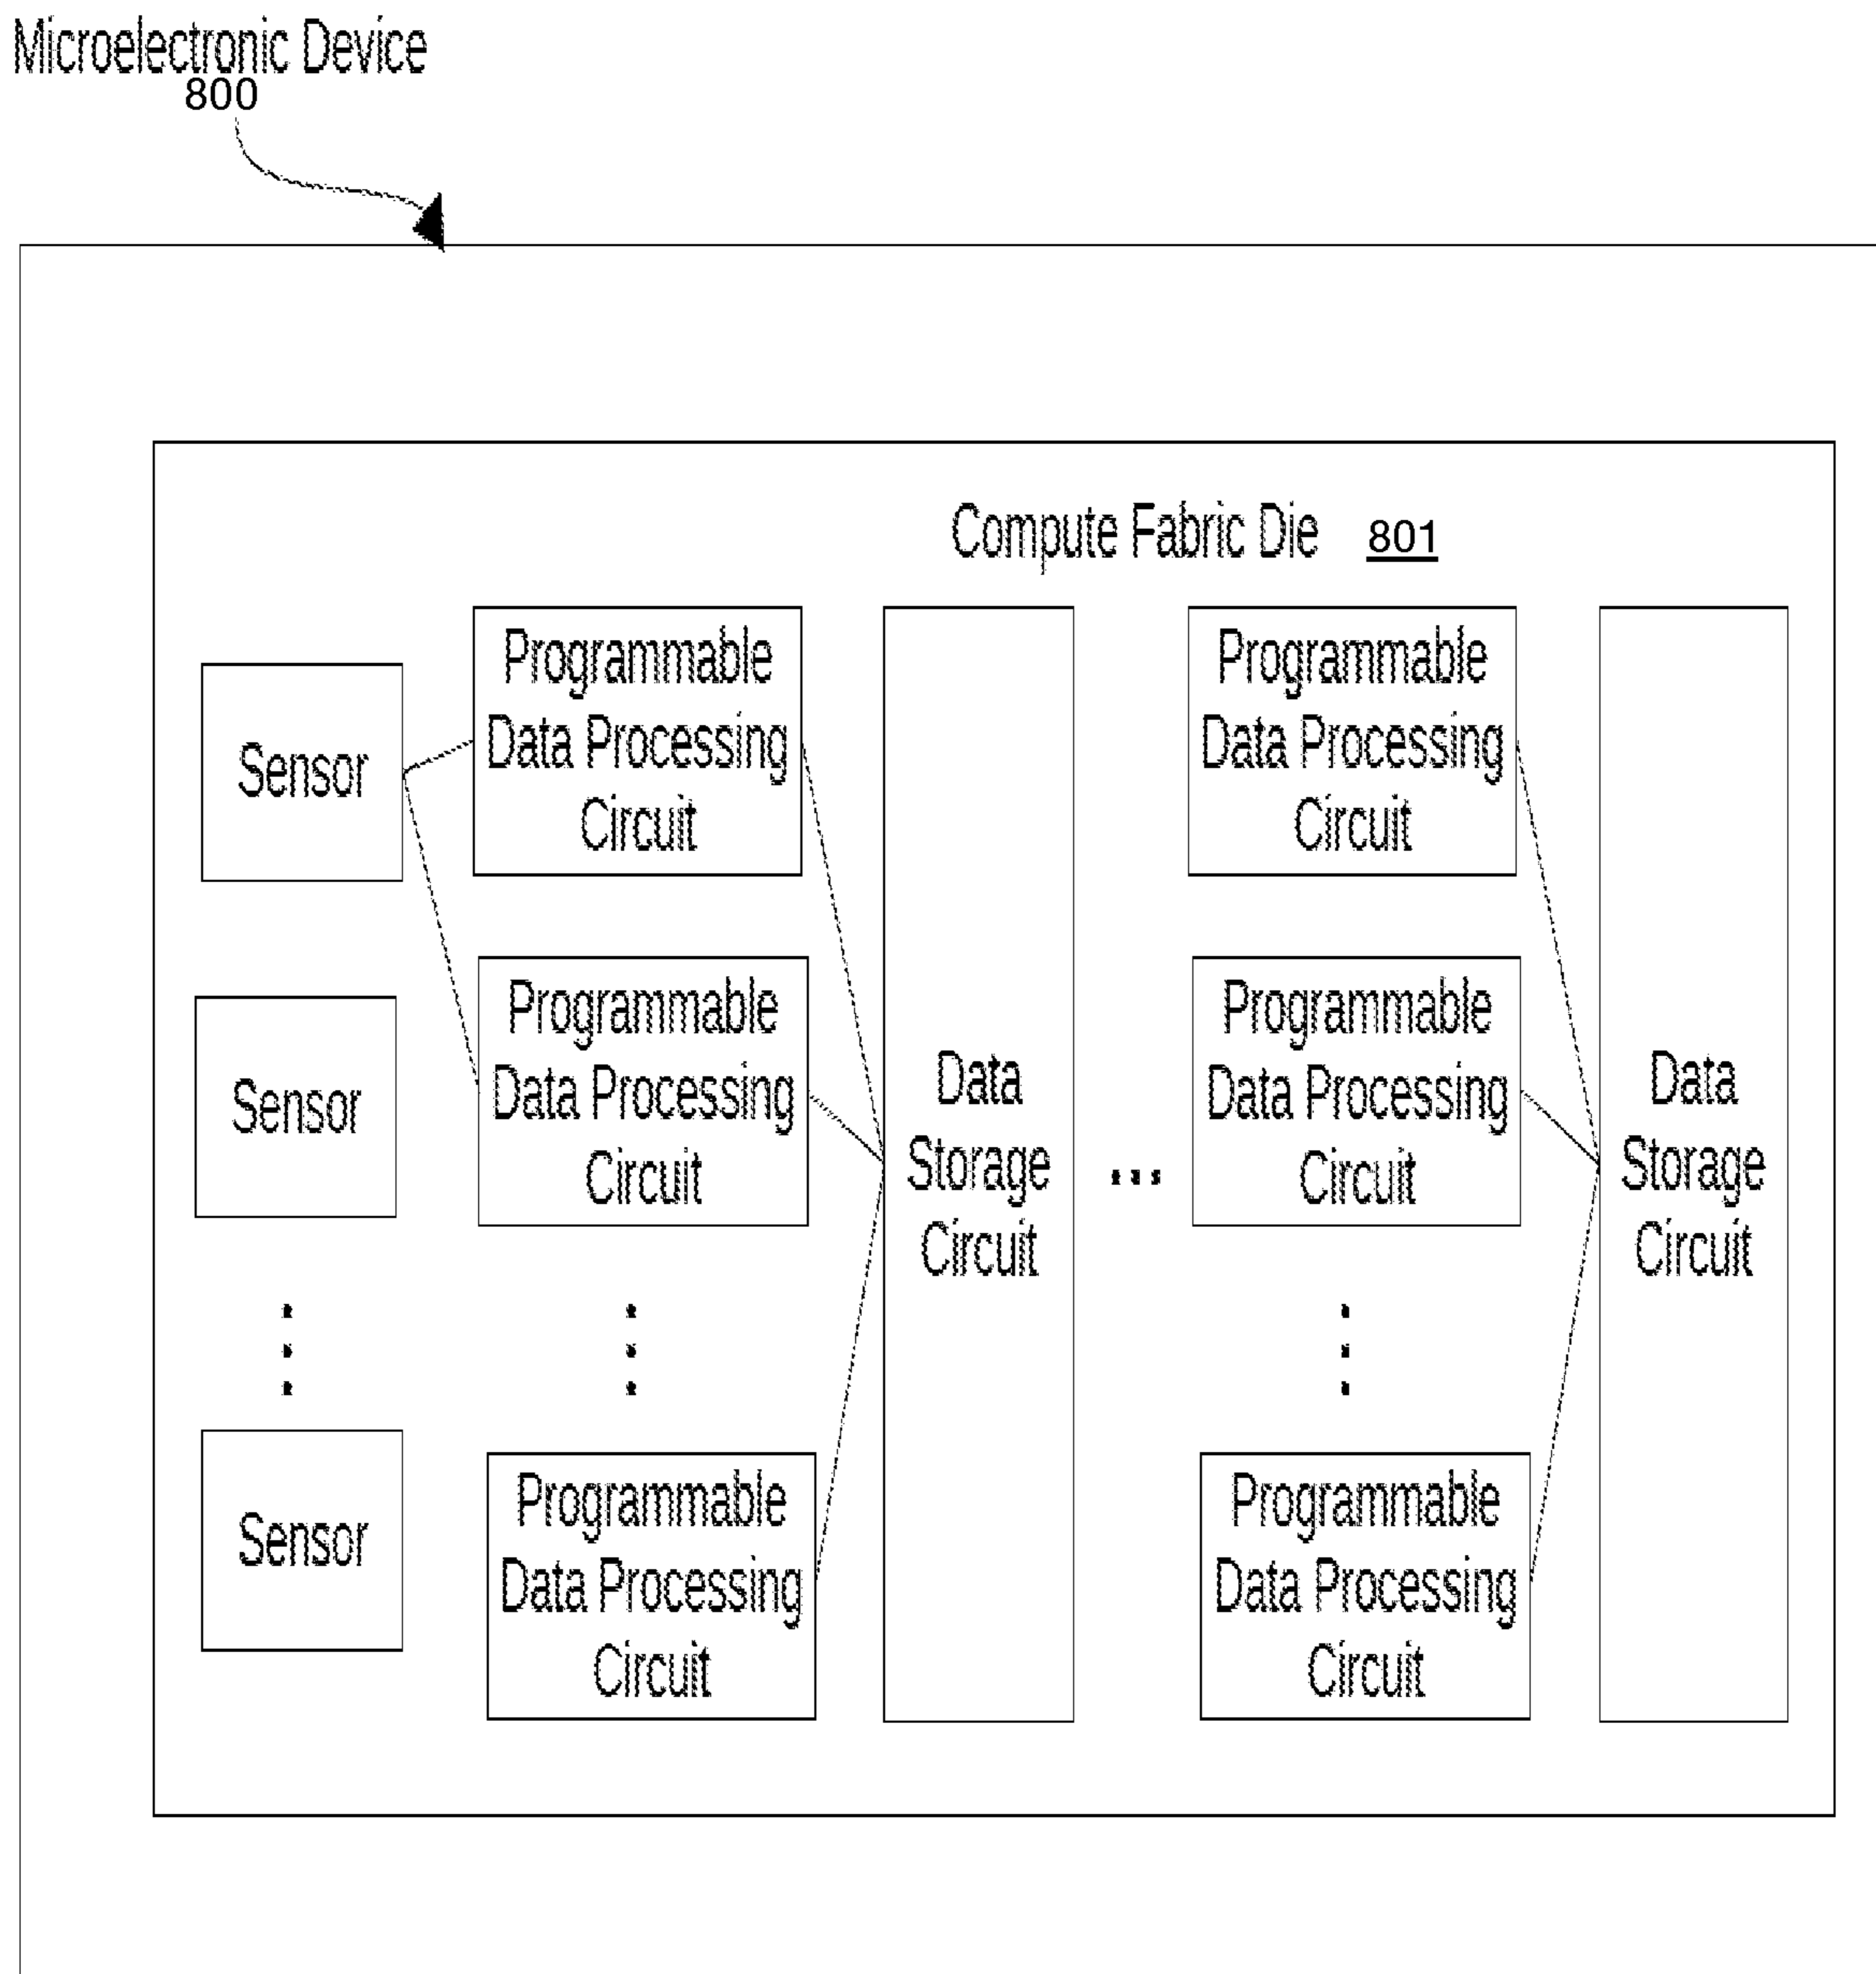 Microelectronic Device
800
Compute Fabric Die 801
Sensor
Sensor
Sensor
Programmable
Data Processing
Circuit
Programmable
Data Processing
Circuit
Programmable
Data Processing
Circuit
Data
Storage
Circuit
...
Programmable
Data Processing
Circuit
Programmable
Data Processing
Circuit
Programmable
Data Processing
Circuit
Data
Storage
Circuit